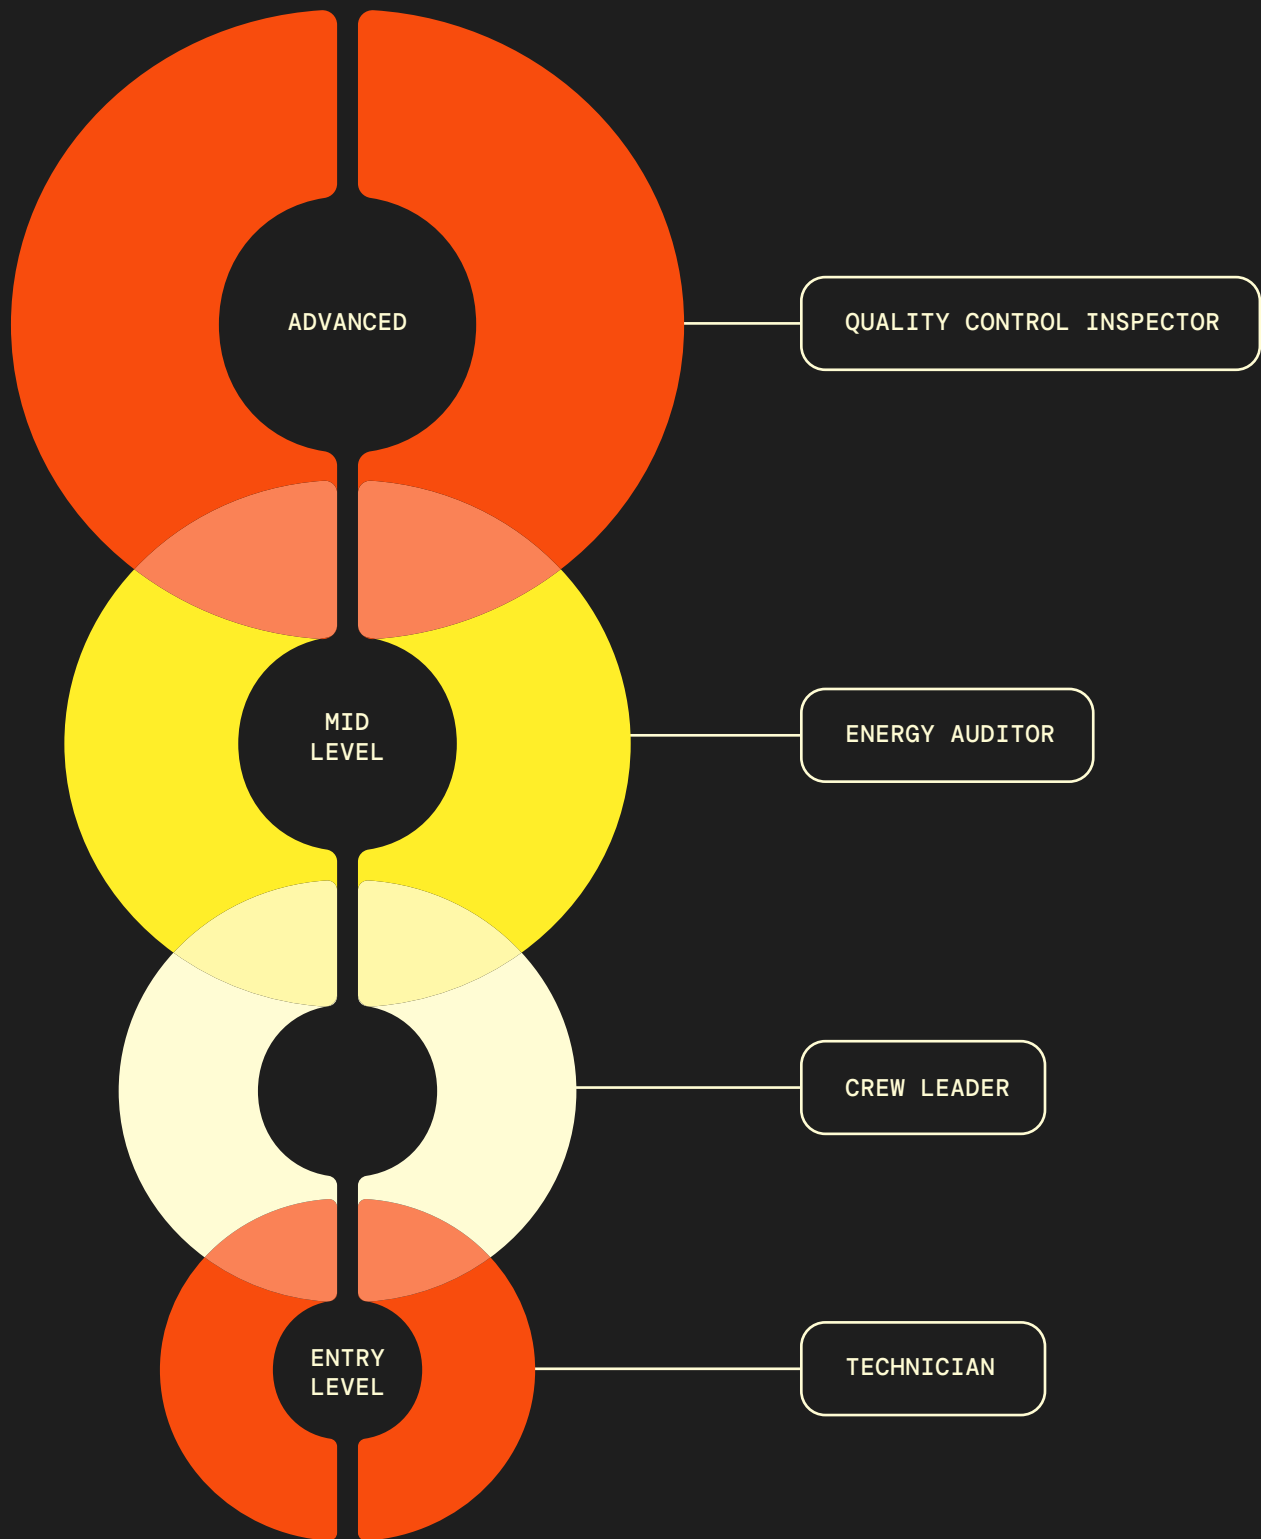 ADVANCED
QUALITY CONTROL INSPECTOR
MID
LEVEL
ENERGY AUDITOR
CREW LEADER
ENTRY
LEVEL
TECHNICIAN